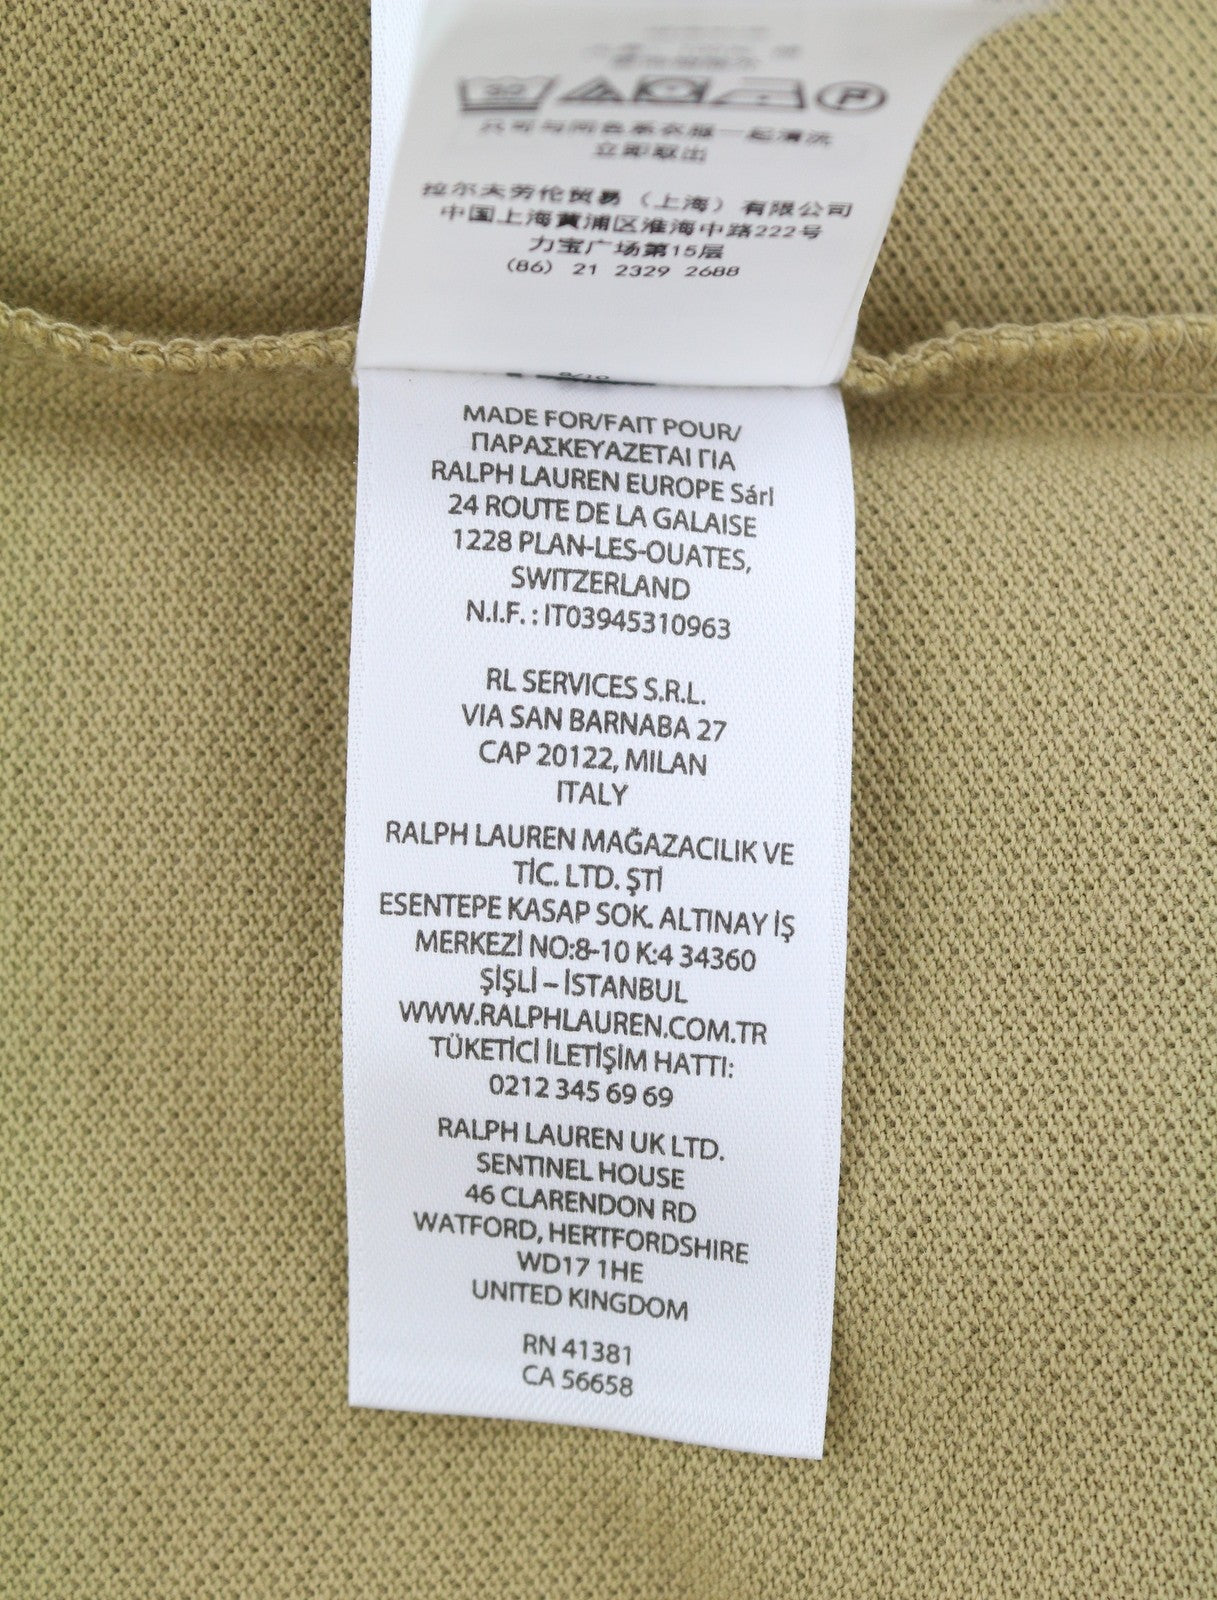 30
P
只可与同色系衣服一起清洗
立即取出
拉尔夫劳伦贸易（上海）有限公司
中国上海黄浦区淮海中路222号
力宝广场第15层
(86) 21 2329 2688
MADE FOR/FAIT POUR/
ΠΑΡΑΣΚΕΥΑΖΕΤΑΙ ΓΙΑ
RALPH LAUREN EUROPE Sárl
24 ROUTE DE LA GALAISE
1228 PLAN-LES-OUATES,
SWITZERLAND
N.I.F. : IT03945310963
RL SERVICES S.R.L.
VIA SAN BARNABA 27
CAP 20122, MILAN
ITALY
RALPH LAUREN MAĞAZACILIK VE
TİC. LTD. ŞTİ
ESENTEPE KASAP SOK. ALTINAY İŞ
MERKEZİ NO:8-10 K:4 34360
ŞİŞLİ – İSTANBUL
WWW.RALPHLAUREN.COM.TR
TÜKETİCİ İLETİŞİM HATTI:
0212 345 69 69
RALPH LAUREN UK LTD.
SENTINEL HOUSE
46 CLARENDON RD
WATFORD, HERTFORDSHIRE
WD17 1HE
UNITED KINGDOM
RN 41381
CA 56658